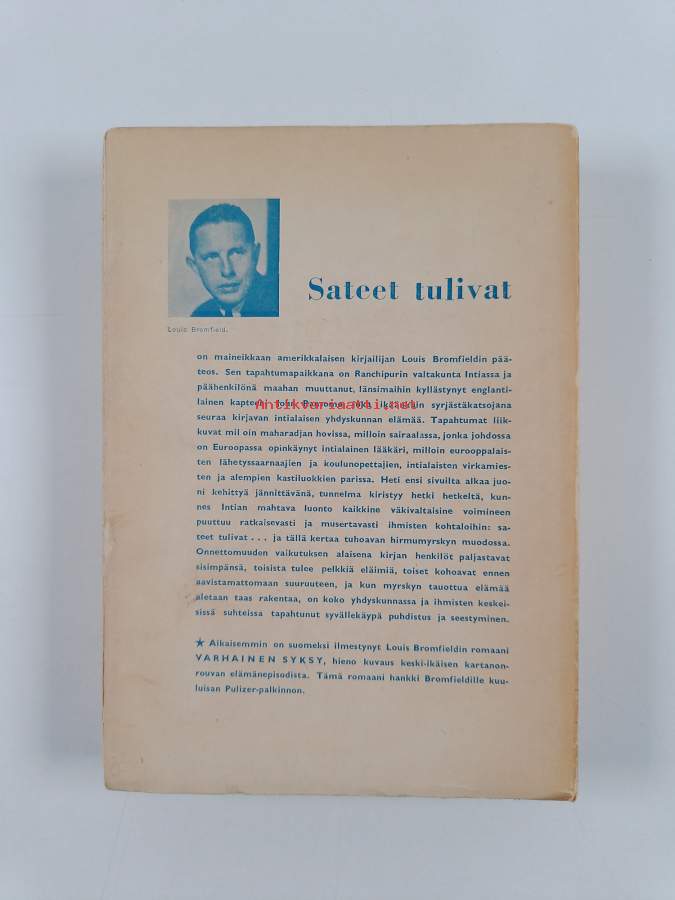 Sateet tulivat
Louis Bromfield.
on maineikkaan amerikkalaisen kirjailijan Louis Bromfieldin pää-
teos. Sen tapahtumapaikkana on Ranchipurin valtakunta Intiassa ja
päähenkilönä maahan muuttanut, länsimaihin kyllästynyt englanti-
lainen kapteeni Tom syrjästäkatsojana
Antikvariaatti.net
seuraa kirjavan intialaisen yhdyskunnan elämää. Tapahtumat liik-
kuvat mil oin maharadjan hovissa, milloin sairaalassa, jonka johdossa
on Euroopassa opinkäynyt intialainen lääkäri, milloin eurooppalais-
ten lähetyssaarnaajien ja koulunopettajien, intialaisten virkamies-
ten ja alempien kastiluokkien parissa. Heti ensi sivuilta alkaa juo-
ni kehittyä jännittävänä, tunnelma kiristyy hetki hetkeltä, kun-
nes Intian mahtava luonto kaikkine väkivaltaisine voimineen
puuttuu ratkaisevasti ja musertavasti ihmisten kohtaloihin: sa-
teet tulivat . . . ja tällä kertaa tuhoavan hirmumyrskyn muodossa.
Onnettomuuden vaikutuksen alaisena kirjan henkilöt paljastavat
sisimpänsä, toisista tulee pelkkiä eläimiä, toiset kohoavat ennen
aavistamattomaan suuruuteen, ja kun myrskyn tauottua elämää
aletaan taas rakentaa, on koko yhdyskunnassa ja ihmisten keskei-
sissä suhteissa tapahtunut syvällekäypä puhdistus ja seestyminen.
★ Aikaisemmin on suomeksi ilmestynyt Louis Bromfieldin romaani
VARHAINEN SYKSY, hieno kuvaus keski-ikäisen kartanon-
rouvan elämänepisodista. Tämä romaani hankki Bromfieldille kuu-
luisan Pulizer-palkinnon.